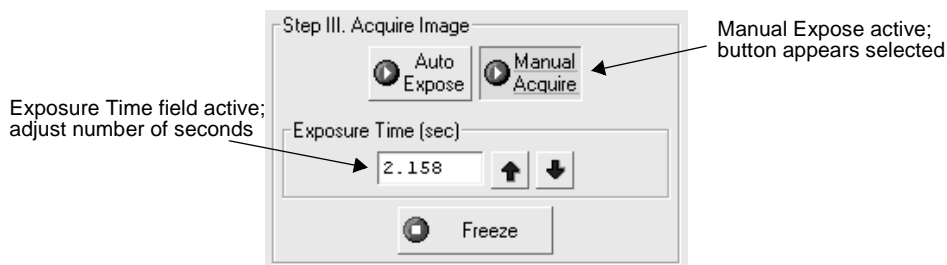 Step III. Acquire Image
Manual Expose active;
button appears selected
Auto
Expose
Manual
Acquire
Exposure Time field active;
adjust number of seconds
Exposure Time (sec)
2.158
Freeze